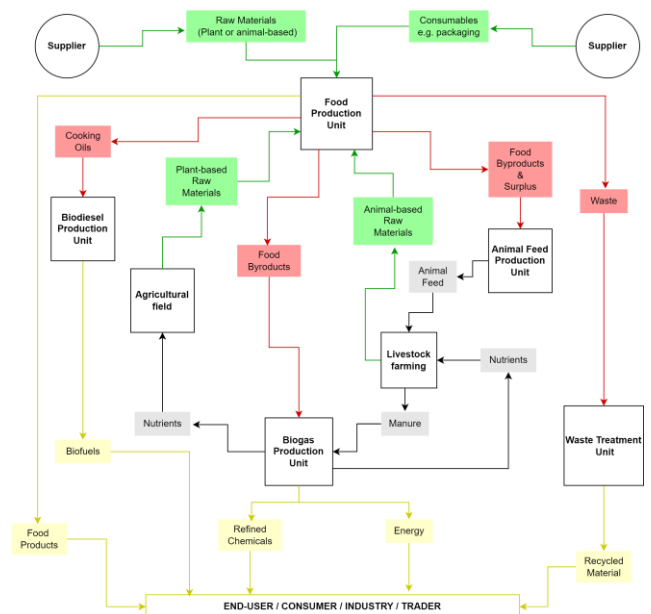 Supplier
Raw Materials
(Plant or animal-based)
Consumables
e.g. packaging
Supplier
Food
Production
Unit
Cooking
Oils
Plant-based
Raw
Materials
Animal-based
Raw
Materials
Food
Byproducts
&
Surplus
Waste
Biodiesel
Production
Unit
Food
Byroducts
Animal Feed
Production
Unit
Agricultural
field
Animal
Feed
Livestock
farming
Nutrients
Nutrients
Manure
Biogas
Production
Unit
Waste Treatment
Unit
Biofuels
Food
Products
Refined
Chemicals
Energy
Recycled
Material
END-USER / CONSUMER / INDUSTRY / TRADER